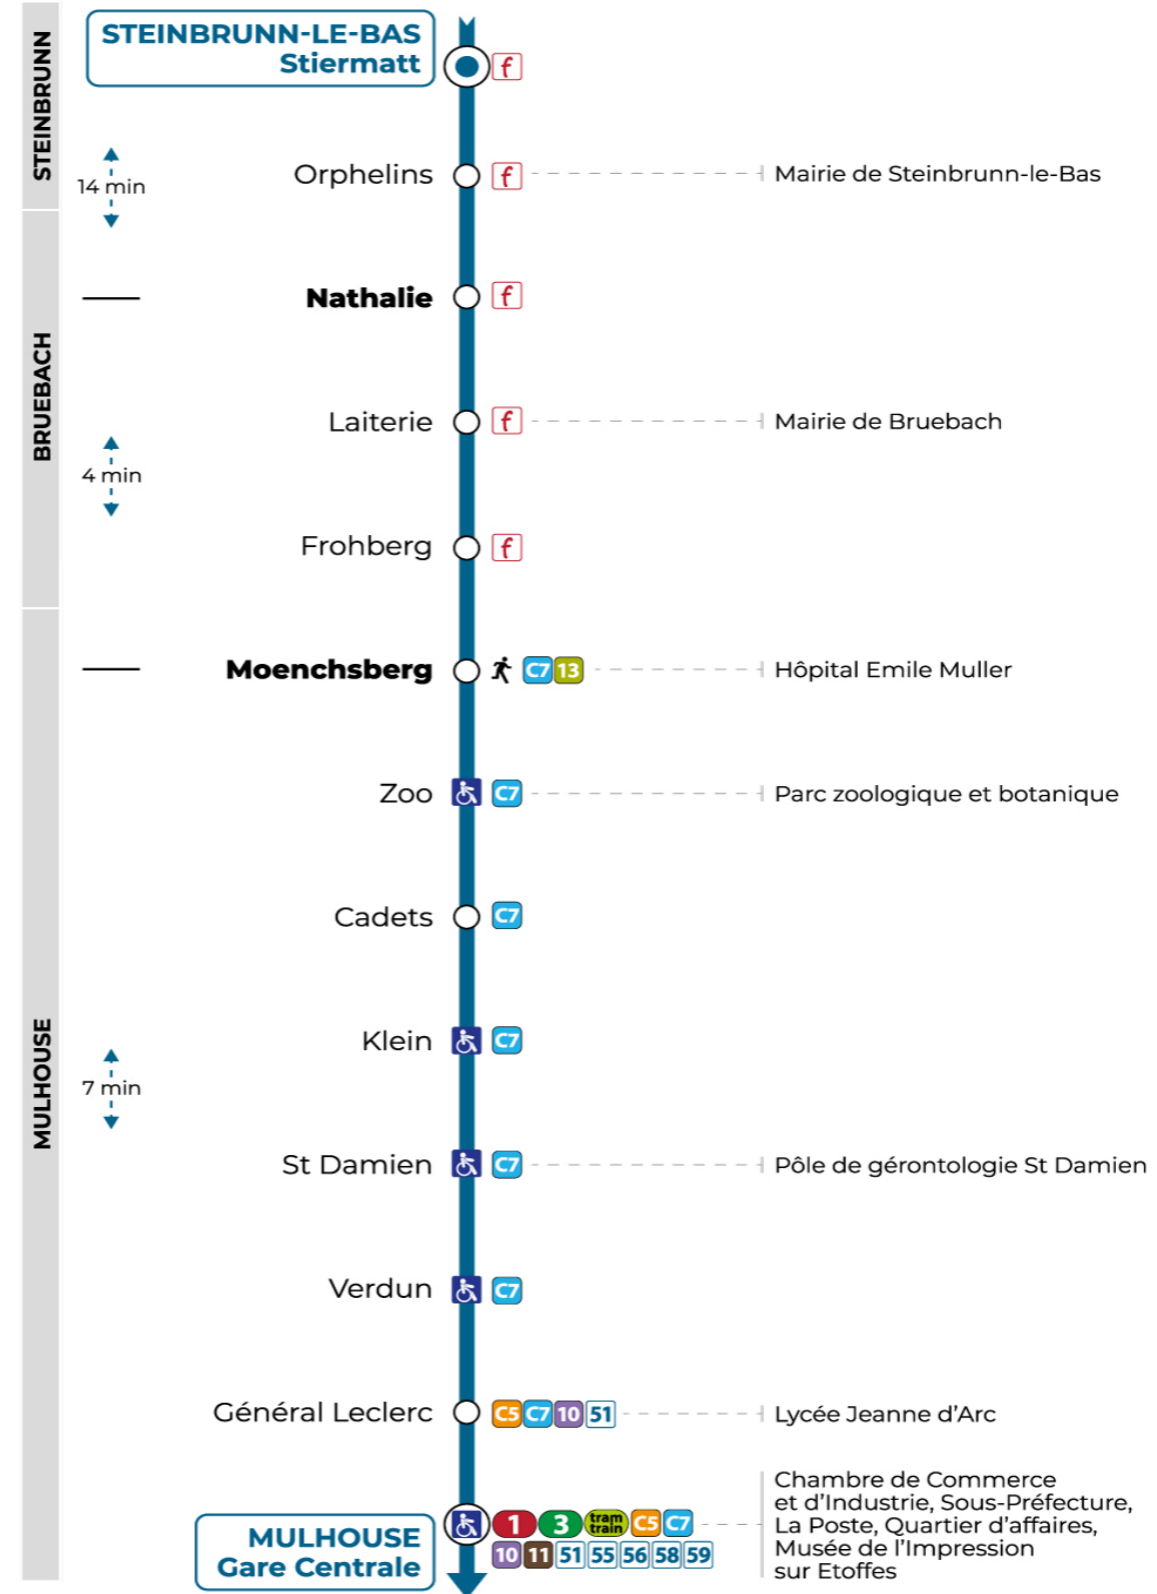 STEINBRUNN
STEINBRUNN-LE-BAS
Stiermatt
f
14 min
Orphelins
f
Mairie de Steinbrunn-le-Bas
BRUEBACH
Nathalie
f
Laiterie
f
Mairie de Bruebach
4 min
Frohberg
f
MULHOUSE
Moenchsberg
C7 13
Hôpital Emile Muller
Zoo
C7
Parc zoologique et botanique
Cadets
C7
Klein
C7
7 min
St Damien
C7
Pôle de gérontologie St Damien
Verdun
C7
Général Leclerc
C5 C7 10 51
Lycée Jeanne d'Arc
MULHOUSE
Gare Centrale
1 3 tram train C5 C7
10 11 51 55 56 58 59
Chambre de Commerce
et d'Industrie, Sous-Préfecture,
La Poste, Quartier d'affaires,
Musée de l'Impression
sur Etoffes